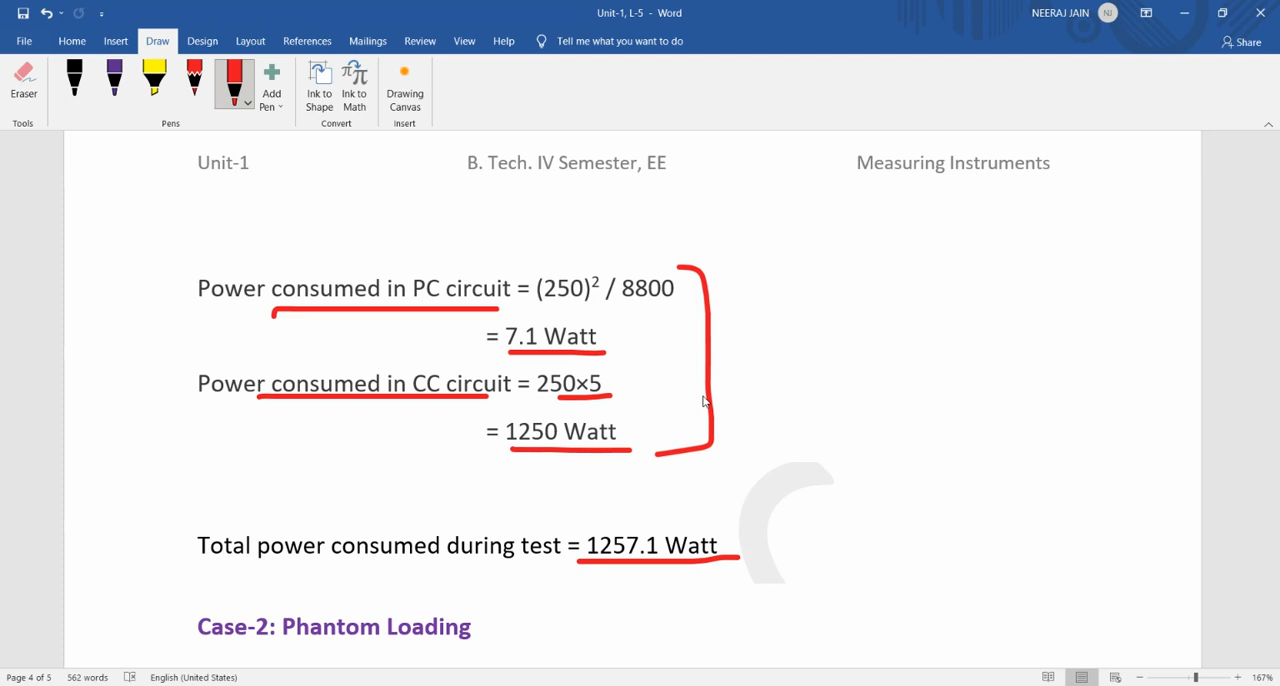 Unit-1, L-5 - Word
NEERAJ JAIN NJ
File Home Insert Draw Design Layout References Mailings Review View Help Tell me what you want to do Share
Eraser
Add Pen
Ink to Shape
Ink to Math
Drawing Canvas
Tools Pens Convert Insert
Unit-1 B. Tech. IV Semester, EE Measuring Instruments
Power consumed in PC circuit = (250)² / 8800
= 7.1 Watt
Power consumed in CC circuit = 250×5
= 1250 Watt
Total power consumed during test = 1257.1 Watt
Case-2: Phantom Loading
Page 4 of 5 562 words English (United States) 167%